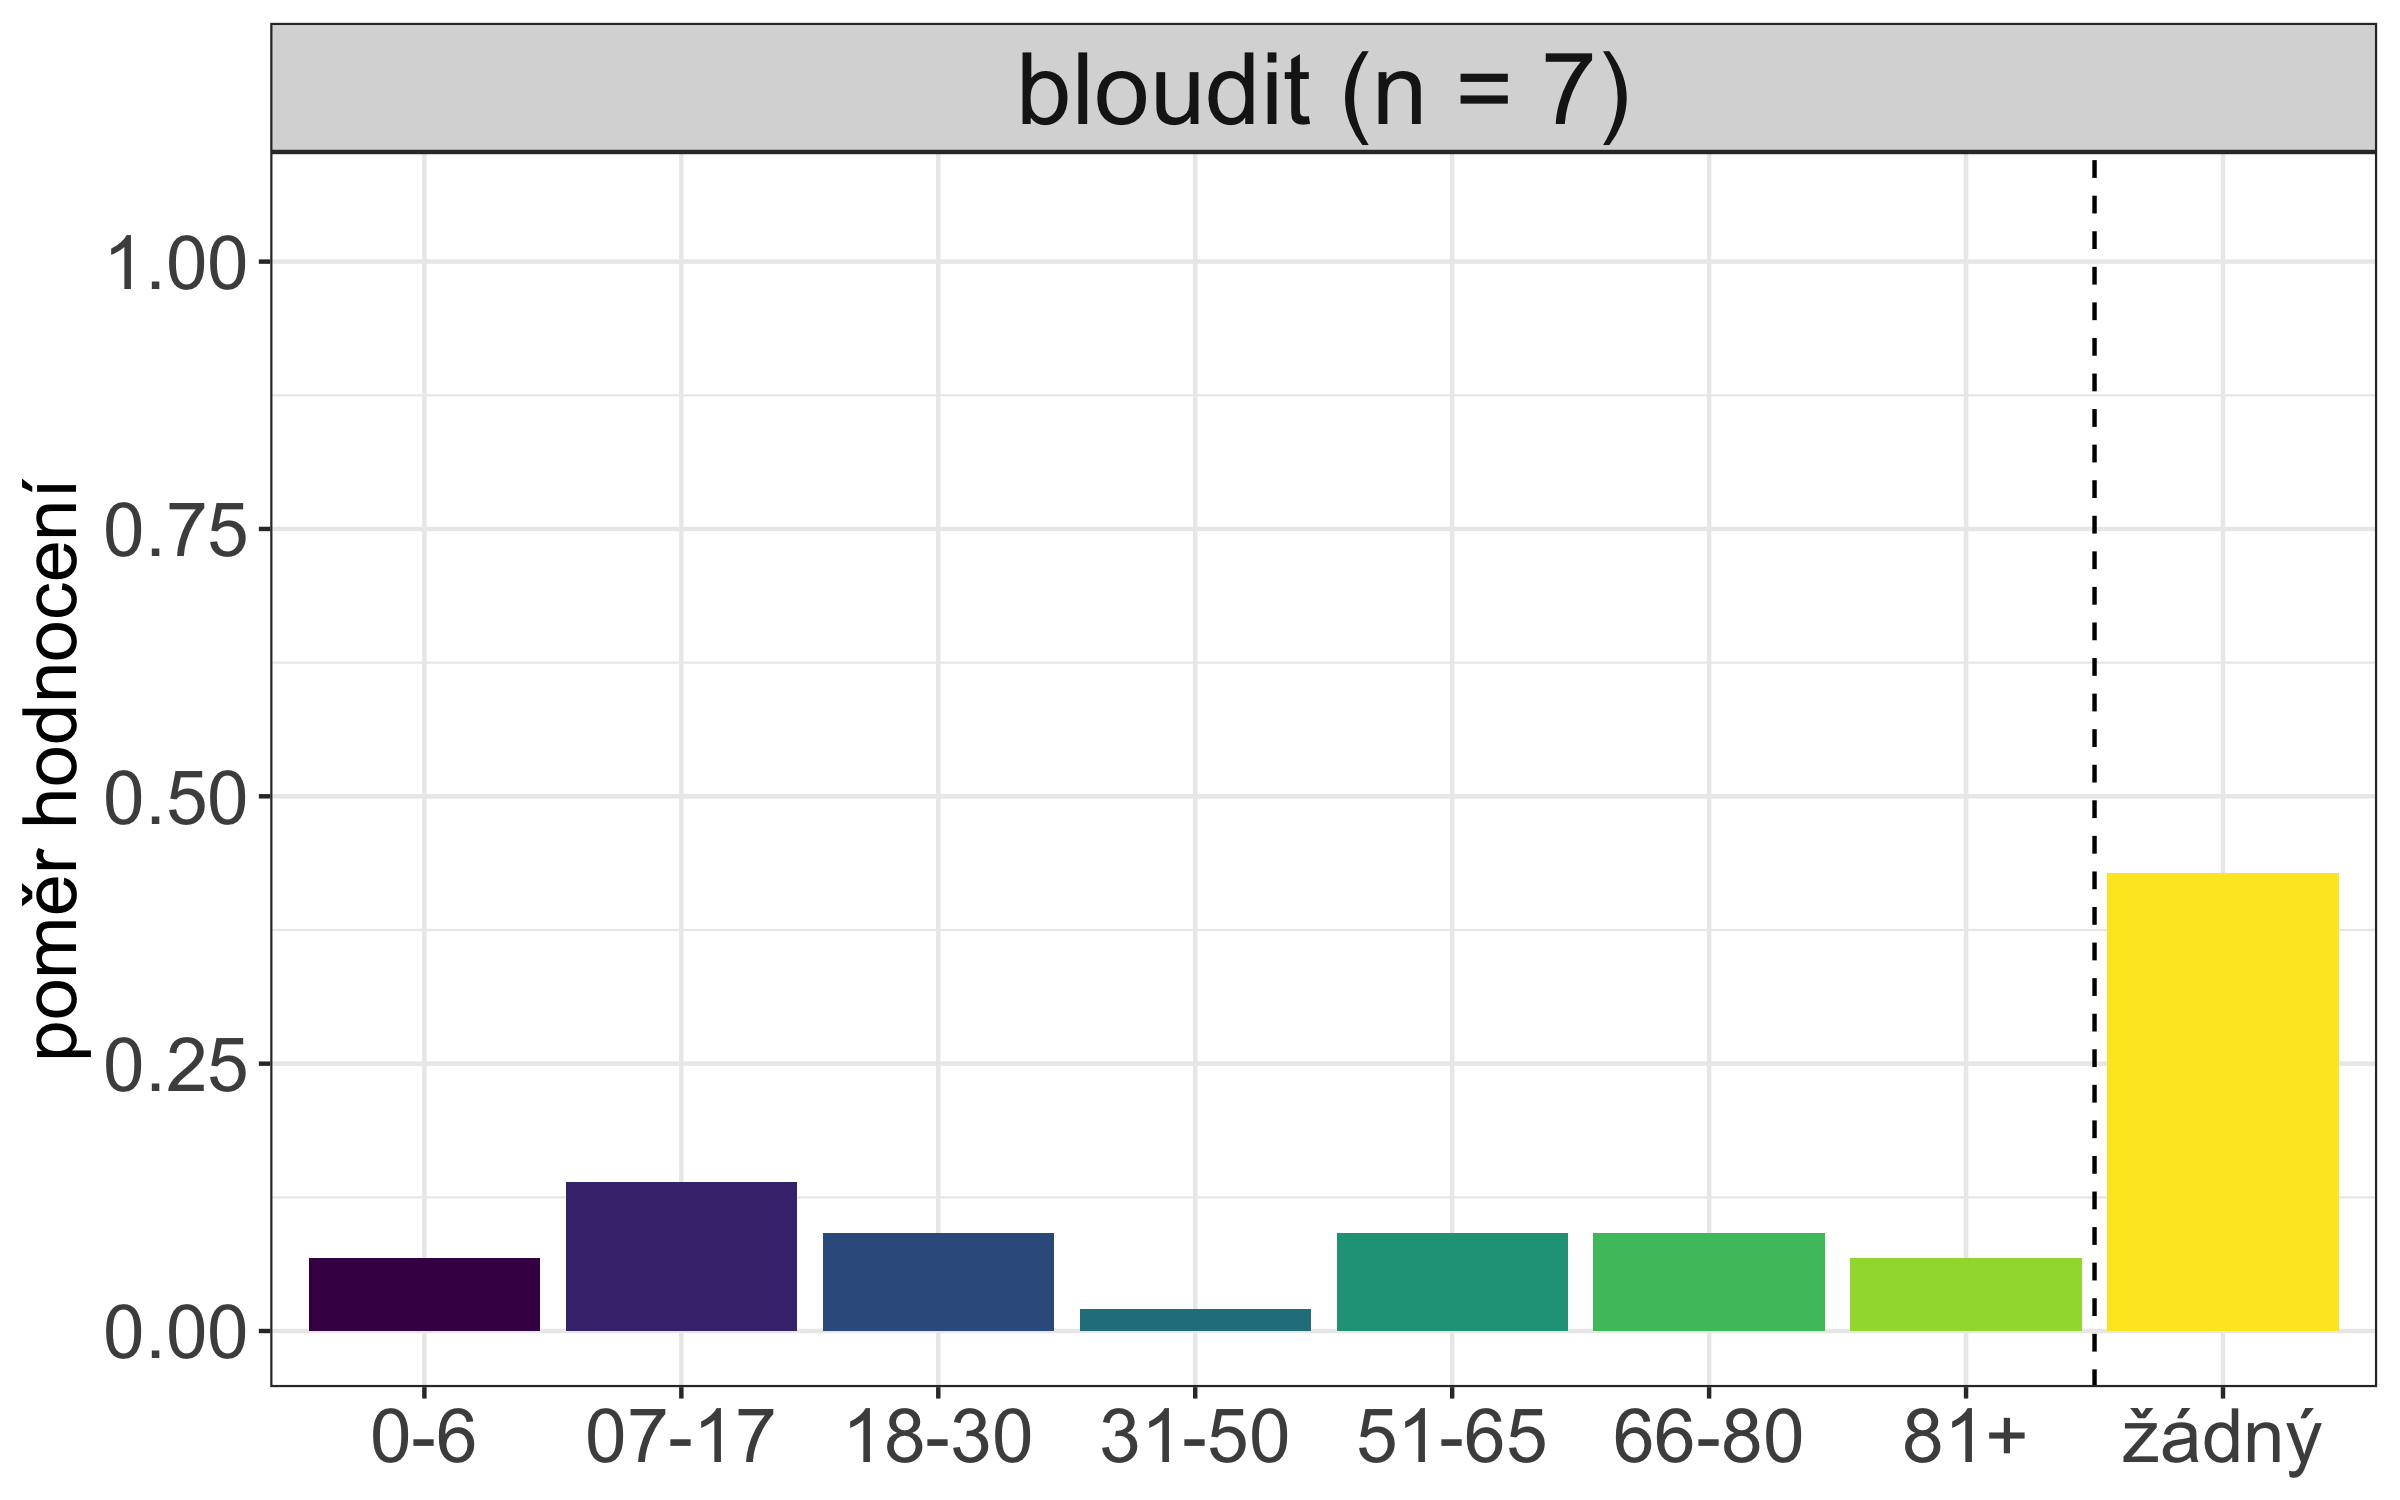 bloudit (n = 7)
poměr hodnocení
1.00
0.75
0.50
0.25
0.00
0-6 07-17 18-30 31-50 51-65 66-80 81+ žádný